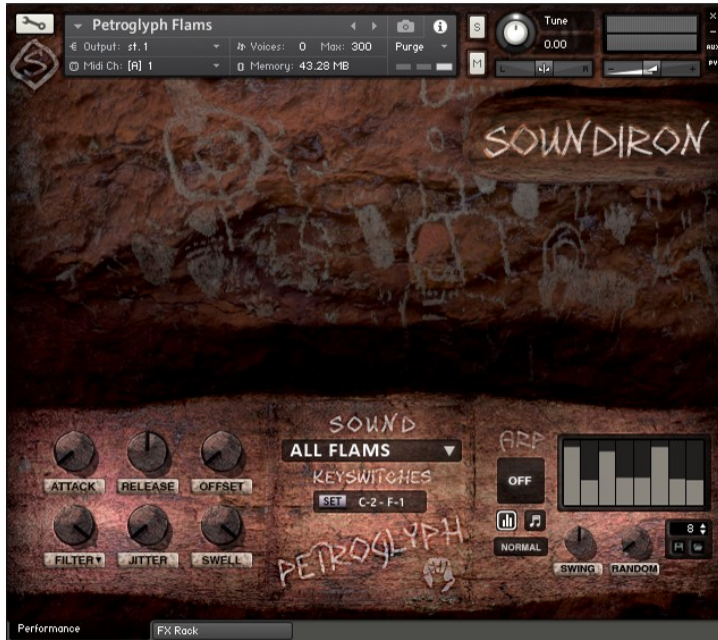 Petroglyph Flams
Output: st.1
Voices: 0 Max: 300
Purge
Midi Ch: [A] 1
Memory: 43.28 MB
S
M
Tune
0.00
L R
- +
×
-
AUX
PV
S
SOUNDIRON
ATTACK RELEASE OFFSET
FILTER JITTER SWELL
SOUND
ALL FLAMS
KEYSWITCHES
SET C-2 - F-1
PETROGLYPH
ARP
OFF
NORMAL
SWING RANDOM
8
Performance
FX Rack